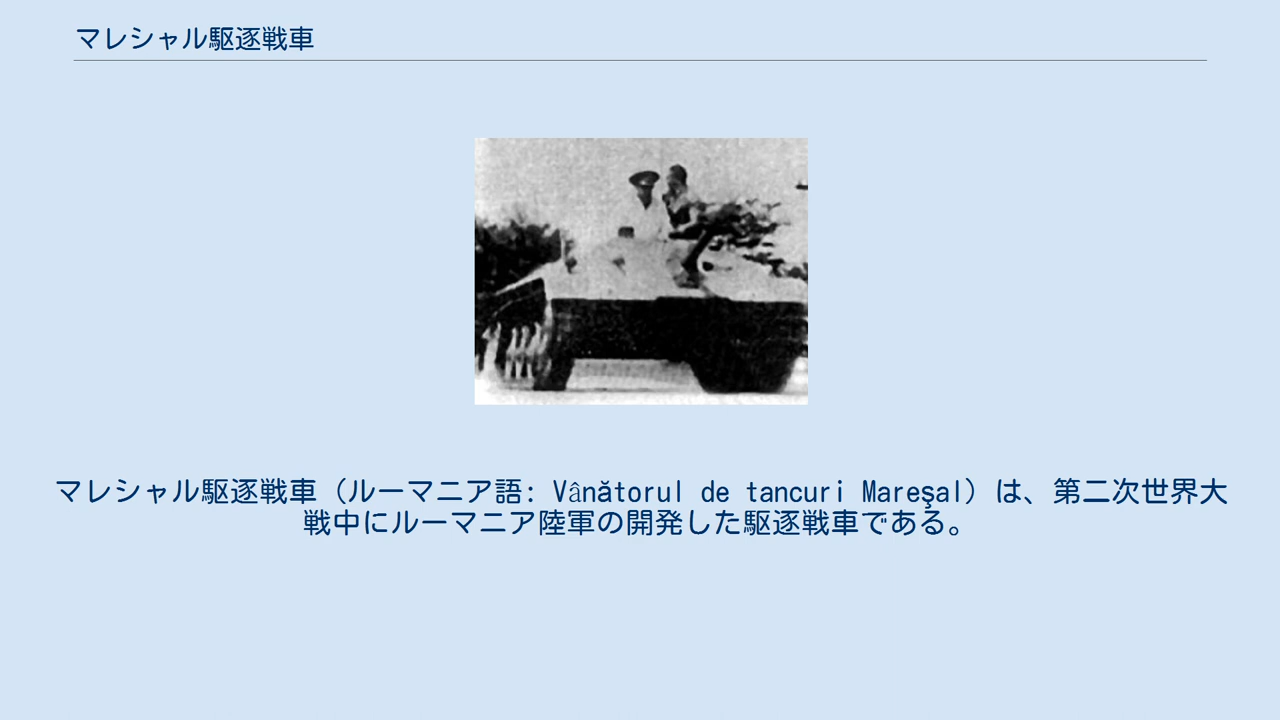 マレシャル駆逐戦車
マレシャル駆逐戦車（ルーマニア語: Vânătorul de tancuri Mareşal）は、第二次世界大
戦中にルーマニア陸軍の開発した駆逐戦車である。